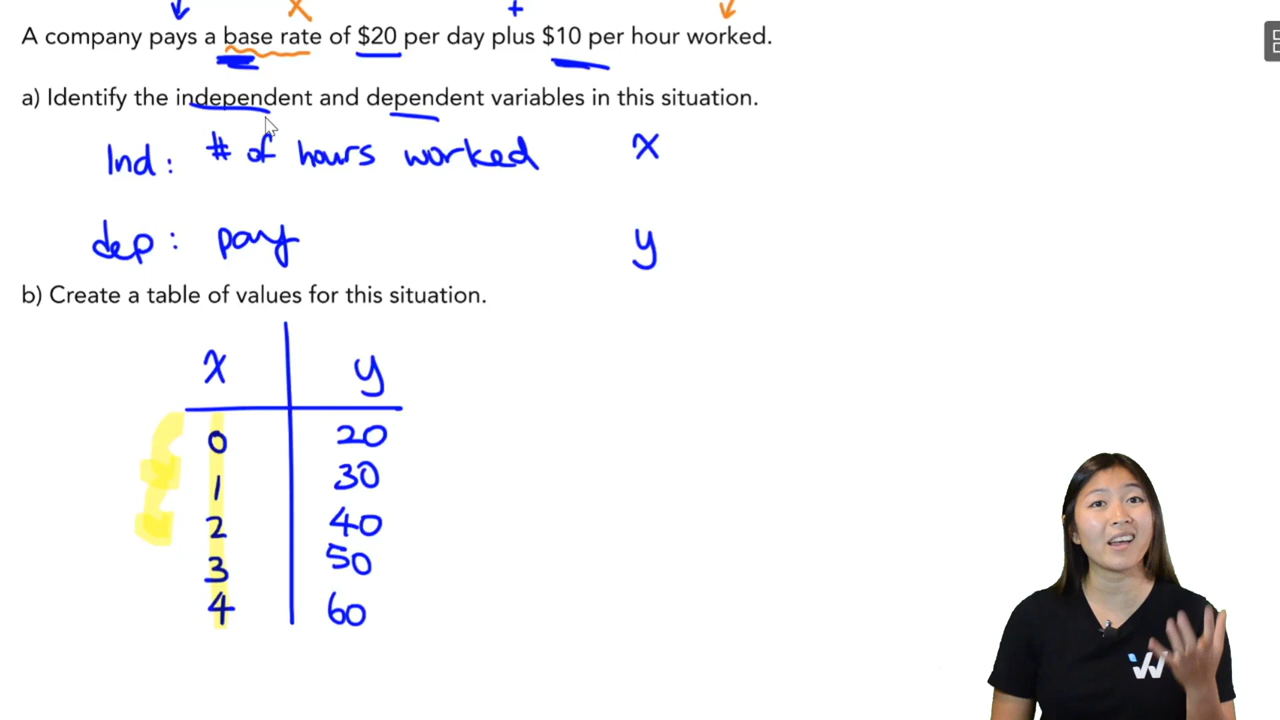 A company pays a base rate of $20 per day plus $10 per hour worked.
a) Identify the independent and dependent variables in this situation.
Ind: # of hours worked x
dep: pay y
b) Create a table of values for this situation.
x y
0 20
1 30
2 40
3 50
4 60
W